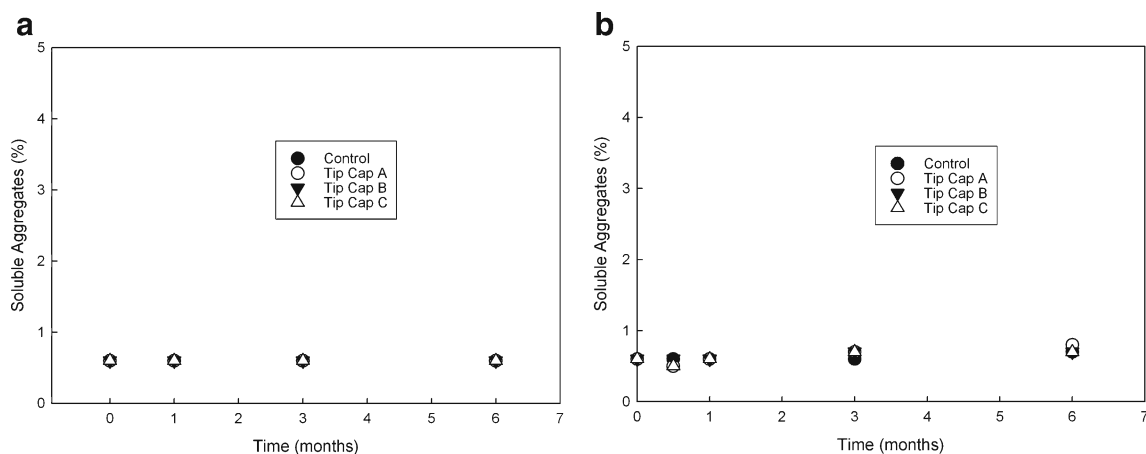 a
5
4
3
2
1
0
Soluble Aggregates (%)
Control
Tip Cap A
Tip Cap B
Tip Cap C
0 1 2 3 4 5 6 7
Time (months)
b
5
4
3
2
1
0
Soluble Aggregates (%)
Control
Tip Cap A
Tip Cap B
Tip Cap C
0 1 2 3 4 5 6 7
Time (months)